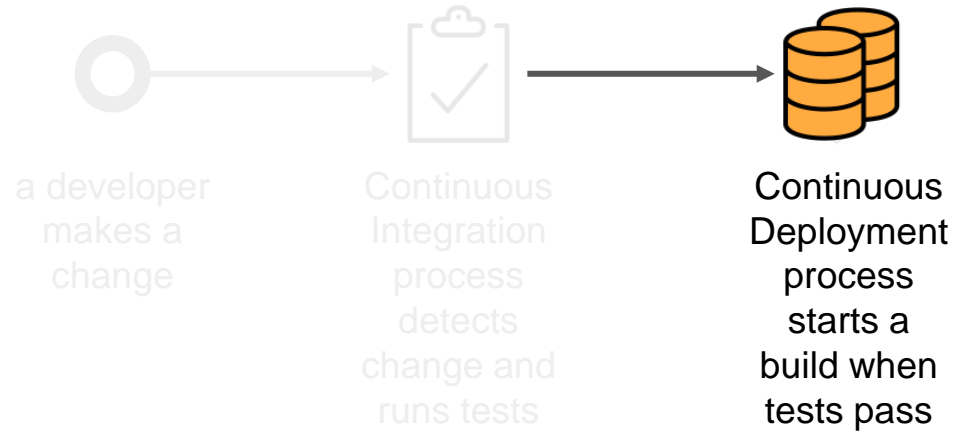 a developer
makes a
change
Continuous
Integration
process
detects
change and
runs tests
Continuous
Deployment
process
starts a
build when
tests pass